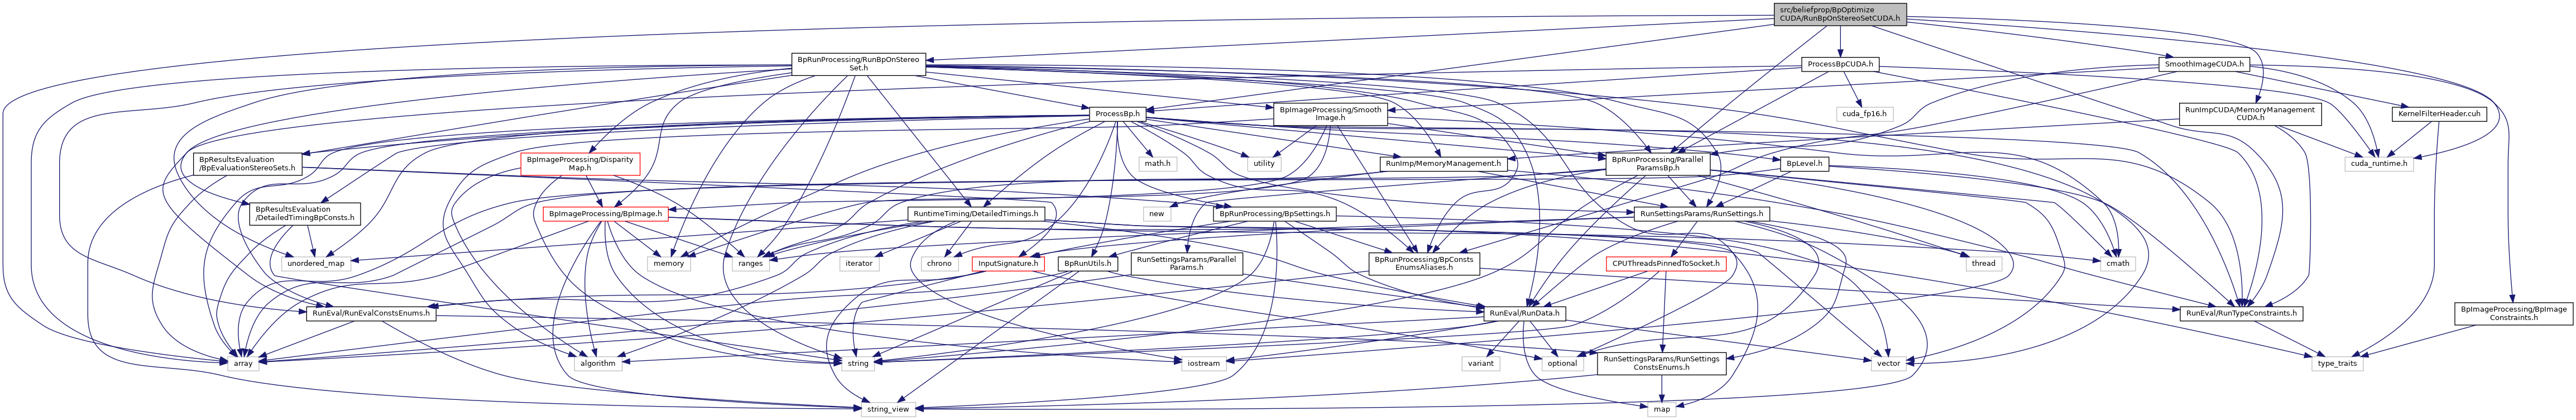 src/beliefprop/BpOptimize
CUDA/RunBpOnStereoSetCUDA.h
BpRunProcessing/RunBpOnStereo
Set.h
ProcessBpCUDA.h
SmoothImageCUDA.h
ProcessBp.h
BpImageProcessing/Smooth
Image.h
cuda_fp16.h
RunImpCUDA/MemoryManagement
CUDA.h
KernelFilterHeader.cuh
BpResultsEvaluation
/BpEvaluationStereoSets.h
BpImageProcessing/Disparity
Map.h
math.h
utility
RunImp/MemoryManagement.h
BpRunProcessing/Parallel
ParamsBp.h
BpLevel.h
cuda_runtime.h
BpResultsEvaluation
/DetailedTimingBpConsts.h
BpImageProcessing/BpImage.h
RuntimeTiming/DetailedTimings.h
new
BpRunProcessing/BpSettings.h
RunSettingsParams/RunSettings.h
unordered_map
memory
ranges
iterator
chrono
InputSignature.h
BpRunUtils.h
RunSettingsParams/Parallel
Params.h
BpRunProcessing/BpConsts
EnumsAliases.h
CPUThreadsPinnedToSocket.h
thread
cmath
RunEval/RunEvalConstsEnums.h
RunEval/RunData.h
RunEval/RunTypeConstraints.h
BpImageProcessing/BpImage
Constraints.h
array
algorithm
string
iostream
variant
optional
RunSettingsParams/RunSettings
ConstsEnums.h
vector
type_traits
string_view
map